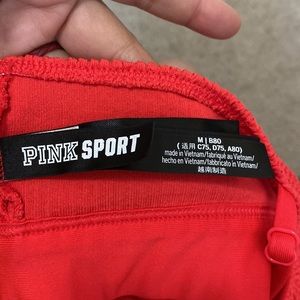 PINK SPORT
M | B80
( 适用 C75, D75, A80)
made in Vietnam/fabriqué au Vietnam/
hecho en Vietnam/fabbricato in Vietnam/
越南制造